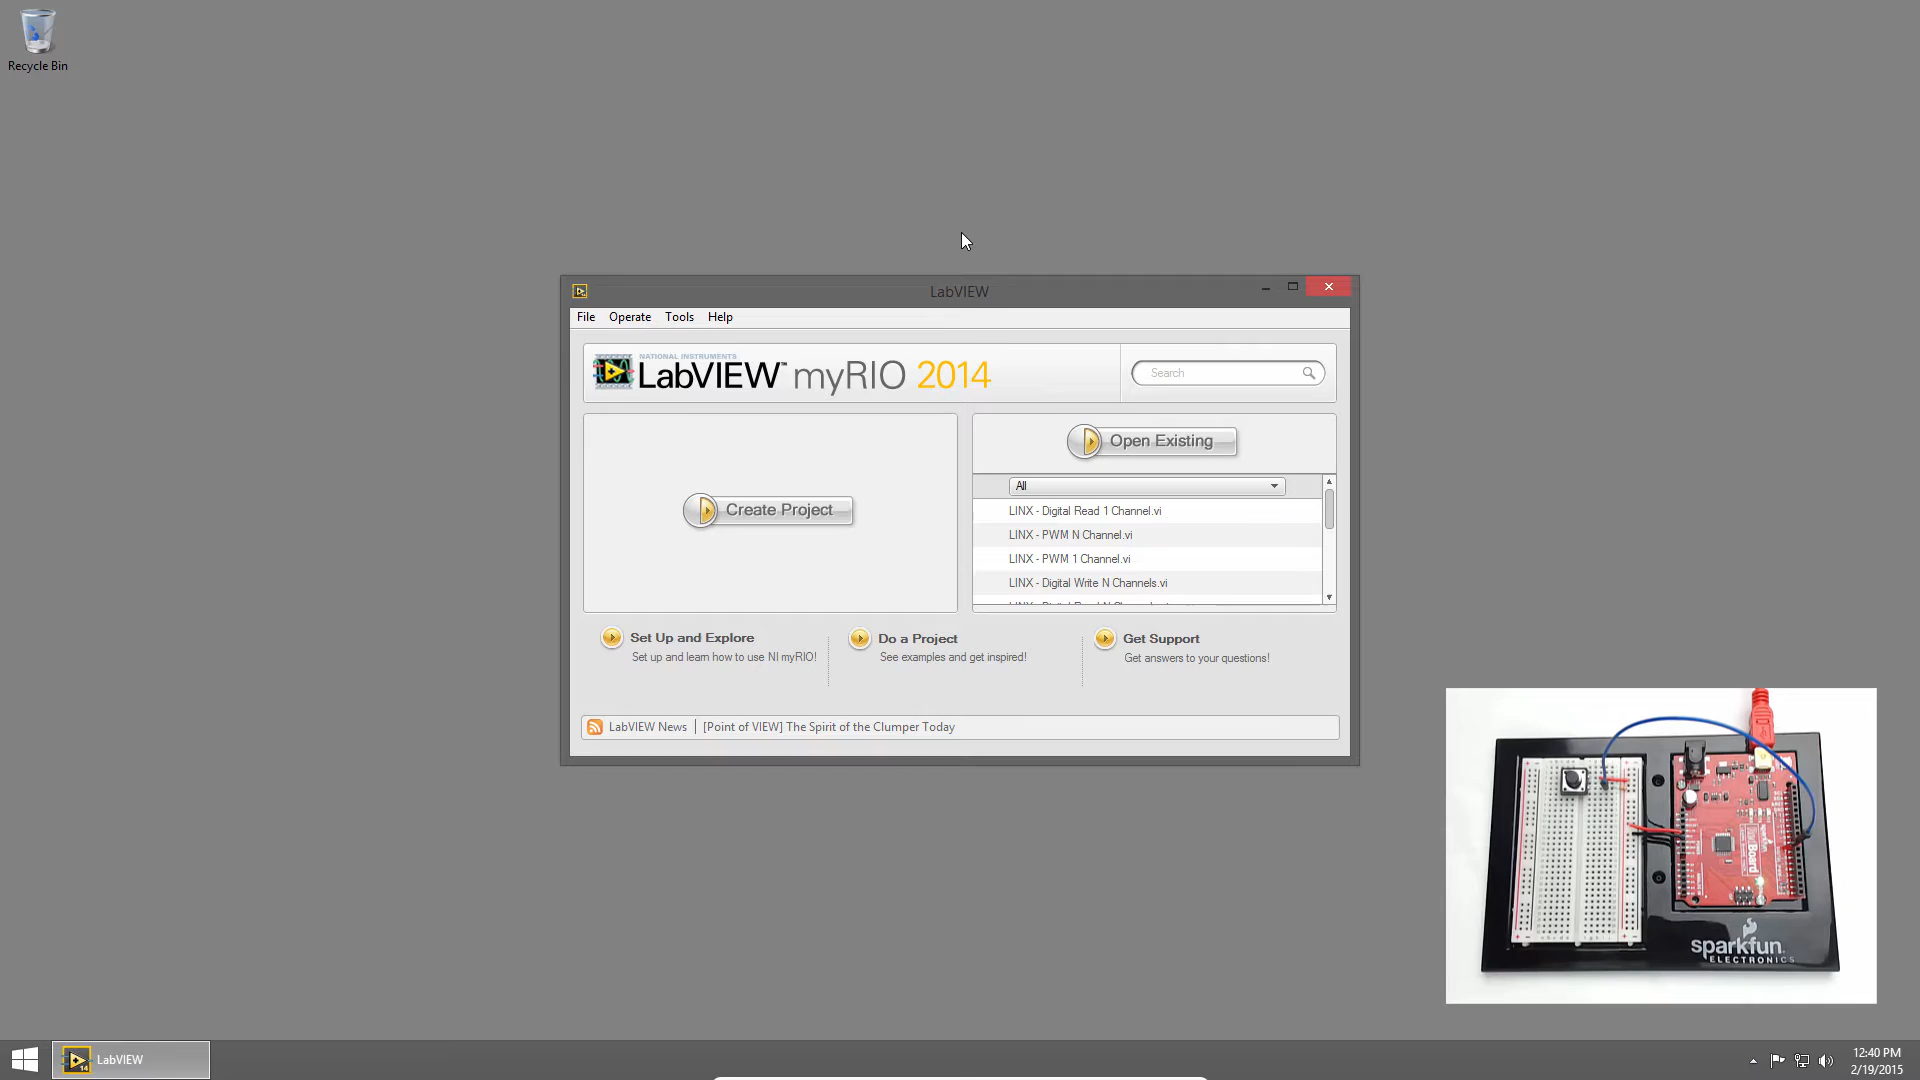 Recycle Bin
LabVIEW
File Operate Tools Help
NATIONAL INSTRUMENTS
LabVIEW™ myRIO 2014
Search
Create Project
Open Existing
All
LINX - Digital Read 1 Channel.vi
LINX - PWM N Channel.vi
LINX - PWM 1 Channel.vi
LINX - Digital Write N Channels.vi
Set Up and Explore
Set up and learn how to use NI myRIO!
Do a Project
See examples and get inspired!
Get Support
Get answers to your questions!
LabVIEW News
[Point of VIEW] The Spirit of the Clumper Today
Board
sparkfun
ELECTRONICS
LabVIEW
12:40 PM
2/19/2015